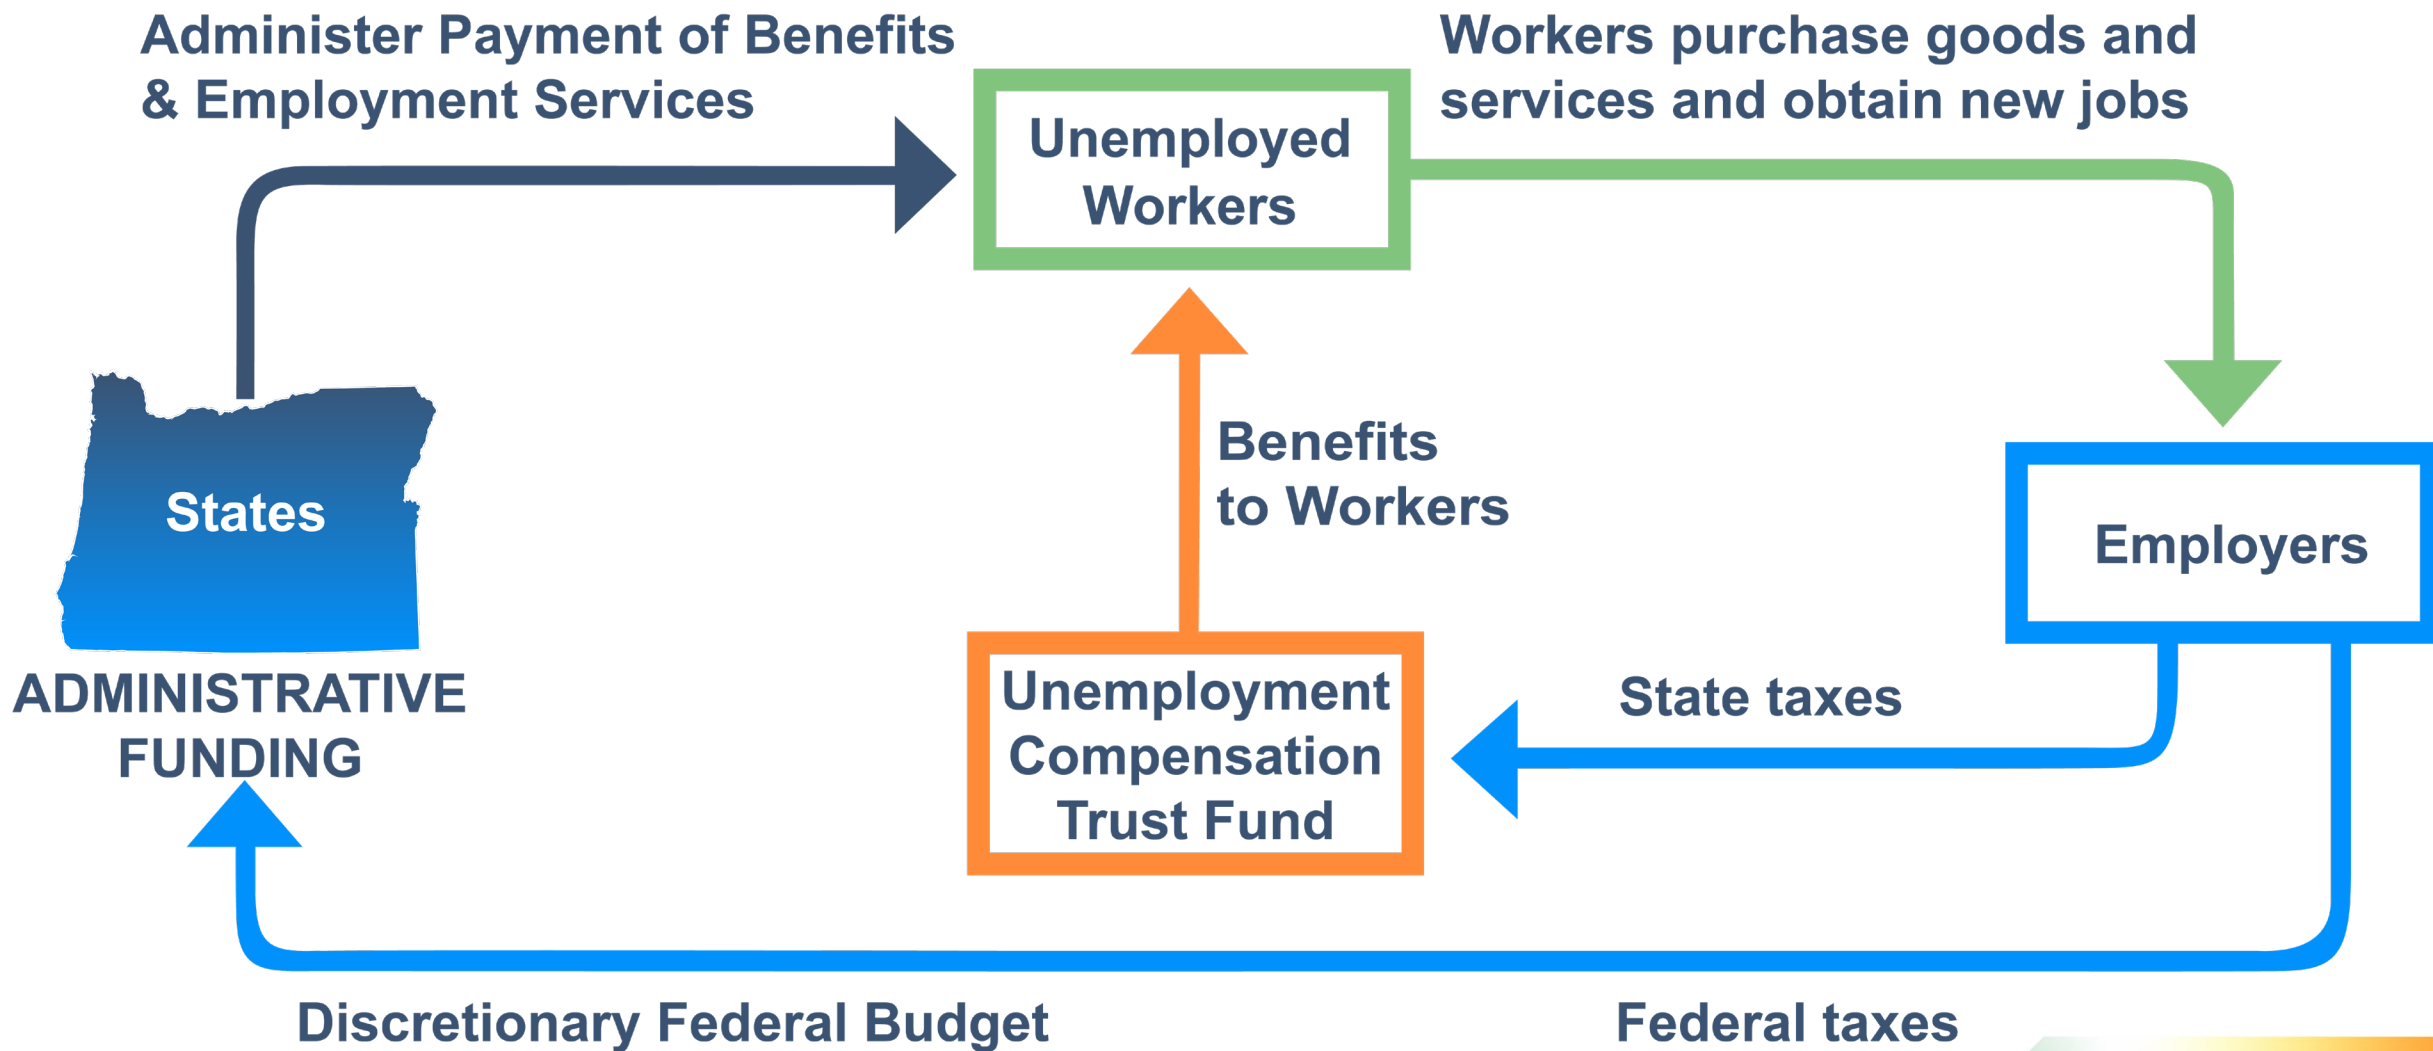 Administer Payment of Benefits
& Employment Services
Workers purchase goods and
services and obtain new jobs
Unemployed
Workers
Benefits
to Workers
States
Employers
ADMINISTRATIVE
FUNDING
Unemployment
Compensation
Trust Fund
State taxes
Discretionary Federal Budget
Federal taxes